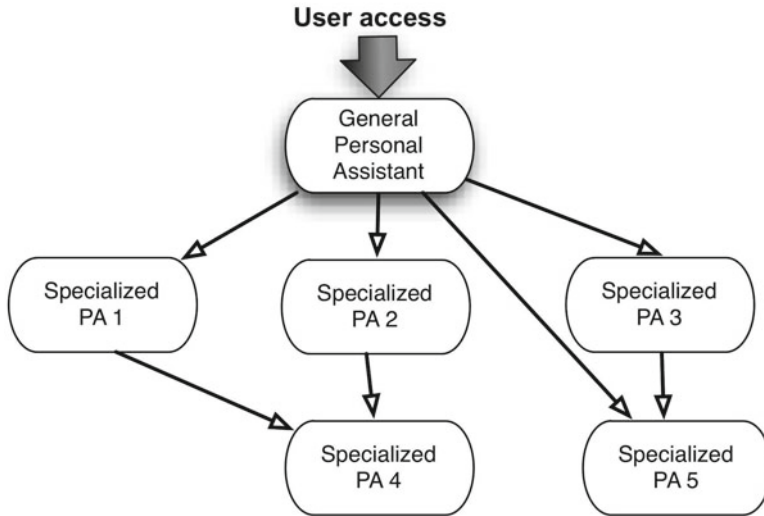 User access
General
Personal
Assistant
Specialized
PA 1
Specialized
PA 2
Specialized
PA 3
Specialized
PA 4
Specialized
PA 5